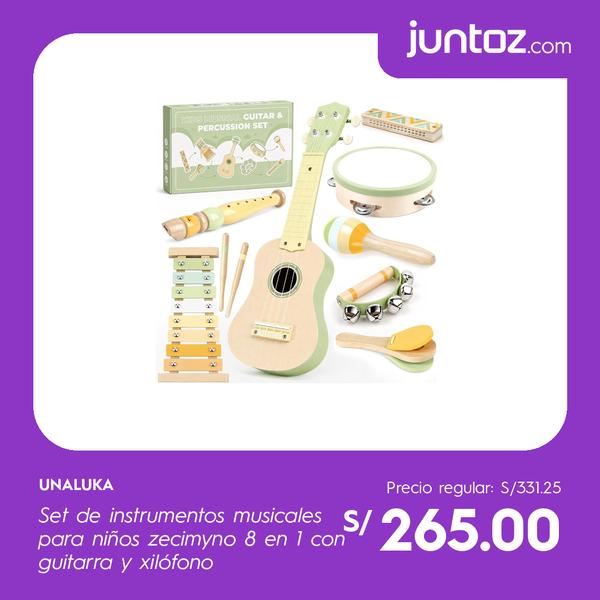 juntoz.com
GUITAR &
PERCUSSION SET
UNALUKA
Precio regular: S/331.25
Set de instrumentos musicales
para niños zecimyno 8 en 1 con
guitarra y xilófono
S/ 265.00